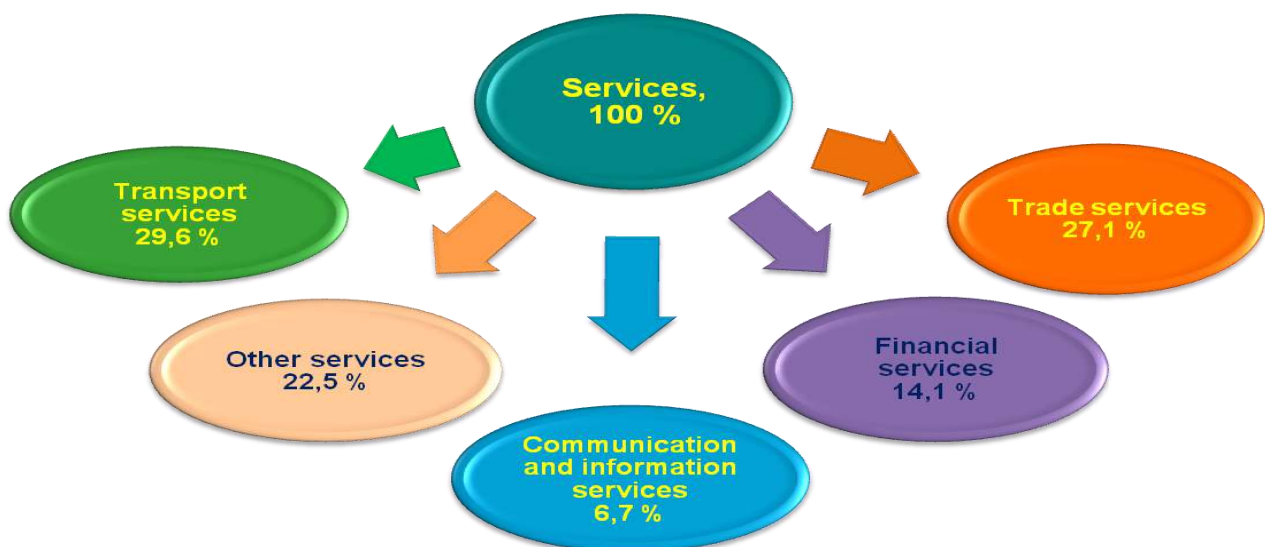 Services,
100 %
Transport
services
29,6 %
Trade services
27,1 %
Other services
22,5 %
Financial
services
14,1 %
Communication
and information
services
6,7 %